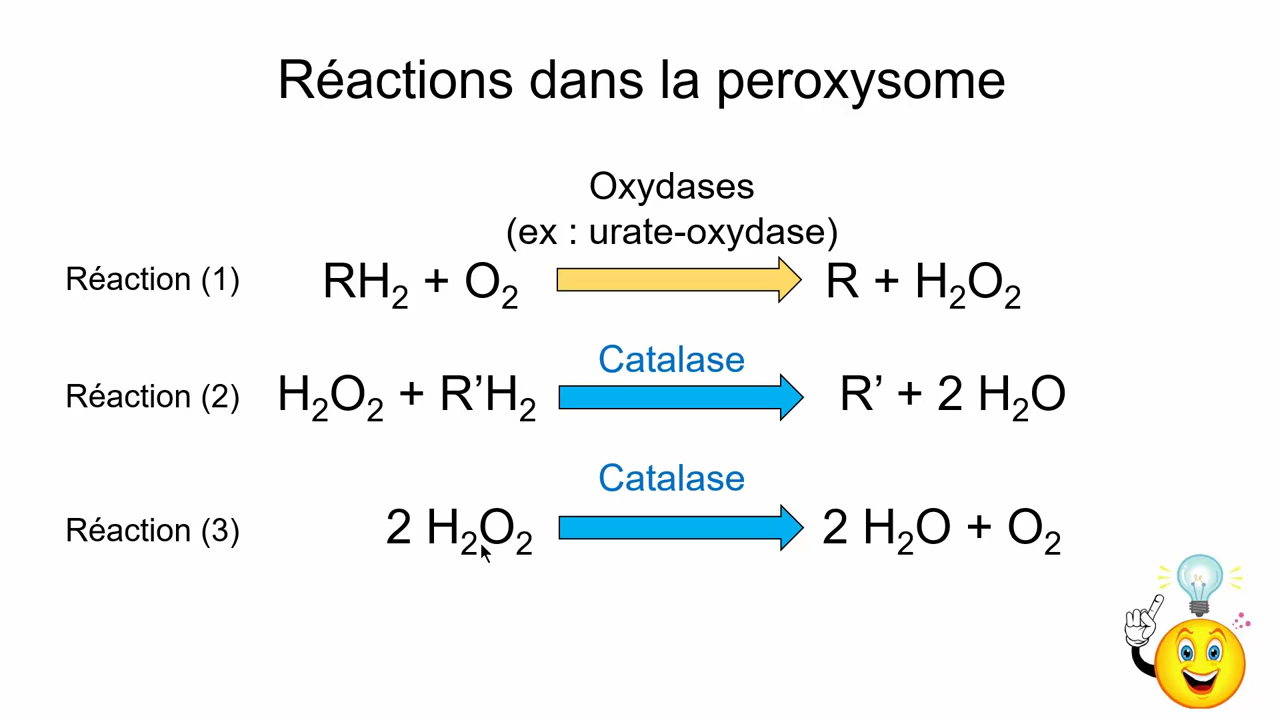 Réactions dans la peroxysome
Oxydases
(ex : urate-oxydase)
Réaction (1) RH₂ + O₂ R + H₂O₂
Catalase
Réaction (2) H₂O₂ + R’H₂ R’ + 2 H₂O
Catalase
Réaction (3) 2 H₂O₂ 2 H₂O + O₂